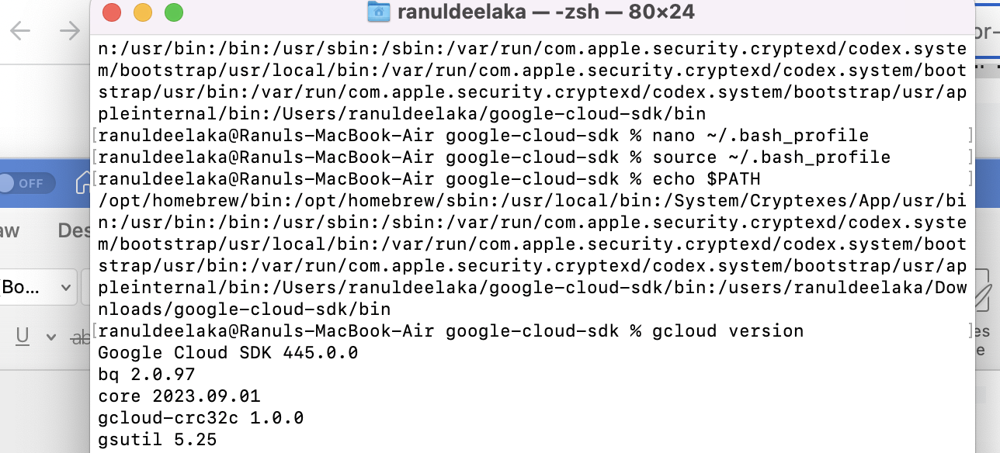 ranuldeelaka — -zsh — 80×24
n:/usr/bin:/bin:/usr/sbin:/sbin:/var/run/com.apple.security.cryptexd/codex.syste
m/bootstrap/usr/local/bin:/var/run/com.apple.security.cryptexd/codex.system/boot
strap/usr/bin:/var/run/com.apple.security.cryptexd/codex.system/bootstrap/usr/ap
pleinternal/bin:/Users/ranuldeelaka/google-cloud-sdk/bin
[ranuldeelaka@Ranuls-MacBook-Air google-cloud-sdk % nano ~/.bash_profile ]
[ranuldeelaka@Ranuls-MacBook-Air google-cloud-sdk % source ~/.bash_profile ]
[ranuldeelaka@Ranuls-MacBook-Air google-cloud-sdk % echo $PATH ]
/opt/homebrew/bin:/opt/homebrew/sbin:/usr/local/bin:/System/Cryptexes/App/usr/bi
n:/usr/bin:/bin:/usr/sbin:/sbin:/var/run/com.apple.security.cryptexd/codex.syste
m/bootstrap/usr/local/bin:/var/run/com.apple.security.cryptexd/codex.system/boot
strap/usr/bin:/var/run/com.apple.security.cryptexd/codex.system/bootstrap/usr/ap
pleinternal/bin:/Users/ranuldeelaka/google-cloud-sdk/bin:/users/ranuldeelaka/Dow
nloads/google-cloud-sdk/bin
[ranuldeelaka@Ranuls-MacBook-Air google-cloud-sdk % gcloud version ]
Google Cloud SDK 445.0.0
bq 2.0.97
core 2023.09.01
gcloud-crc32c 1.0.0
gsutil 5.25
OFF
aw Des
(Bo...
U ab
or-
es
e